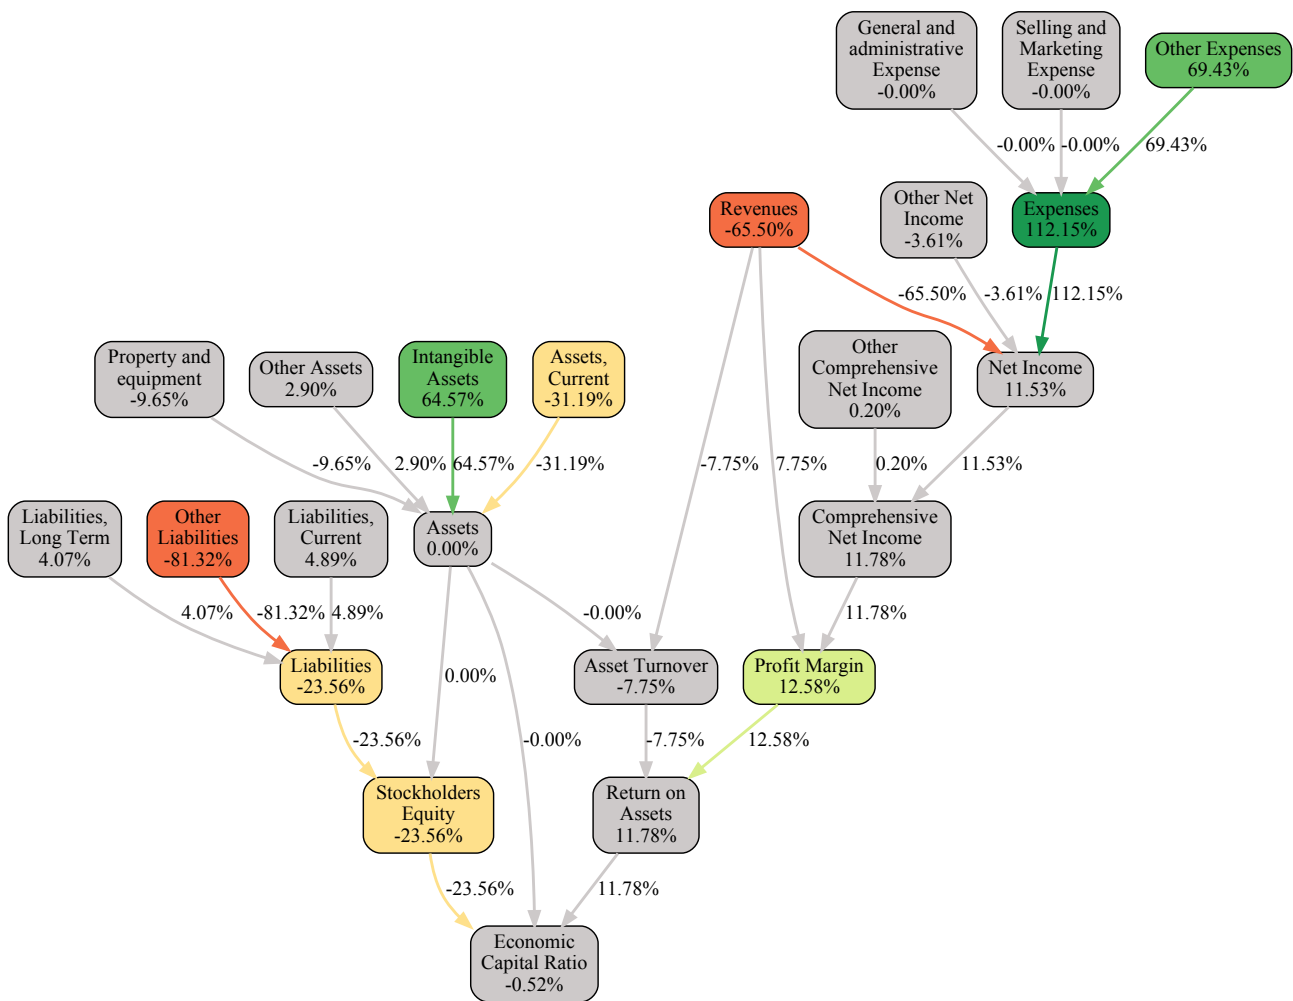 General and
administrative
Expense
-0.00%
Selling and
Marketing
Expense
-0.00%
Other Expenses
69.43%
-0.00%
-0.00%
69.43%
Revenues
-65.50%
Other Net
Income
-3.61%
Expenses
112.15%
-65.50%
-3.61%
112.15%
Property and
equipment
-9.65%
Other Assets
2.90%
Intangible
Assets
64.57%
Assets,
Current
-31.19%
Other
Comprehensive
Net Income
0.20%
Net Income
11.53%
-9.65%
2.90%
64.57%
-31.19%
-7.75%
7.75%
0.20%
11.53%
Liabilities,
Long Term
4.07%
Other
Liabilities
-81.32%
Liabilities,
Current
4.89%
Assets
0.00%
Comprehensive
Net Income
11.78%
4.07%
-81.32%
4.89%
-0.00%
11.78%
Liabilities
-23.56%
0.00%
Asset Turnover
-7.75%
Profit Margin
12.58%
-23.56%
-0.00%
-7.75%
12.58%
Stockholders
Equity
-23.56%
Return on
Assets
11.78%
-23.56%
11.78%
Economic
Capital Ratio
-0.52%